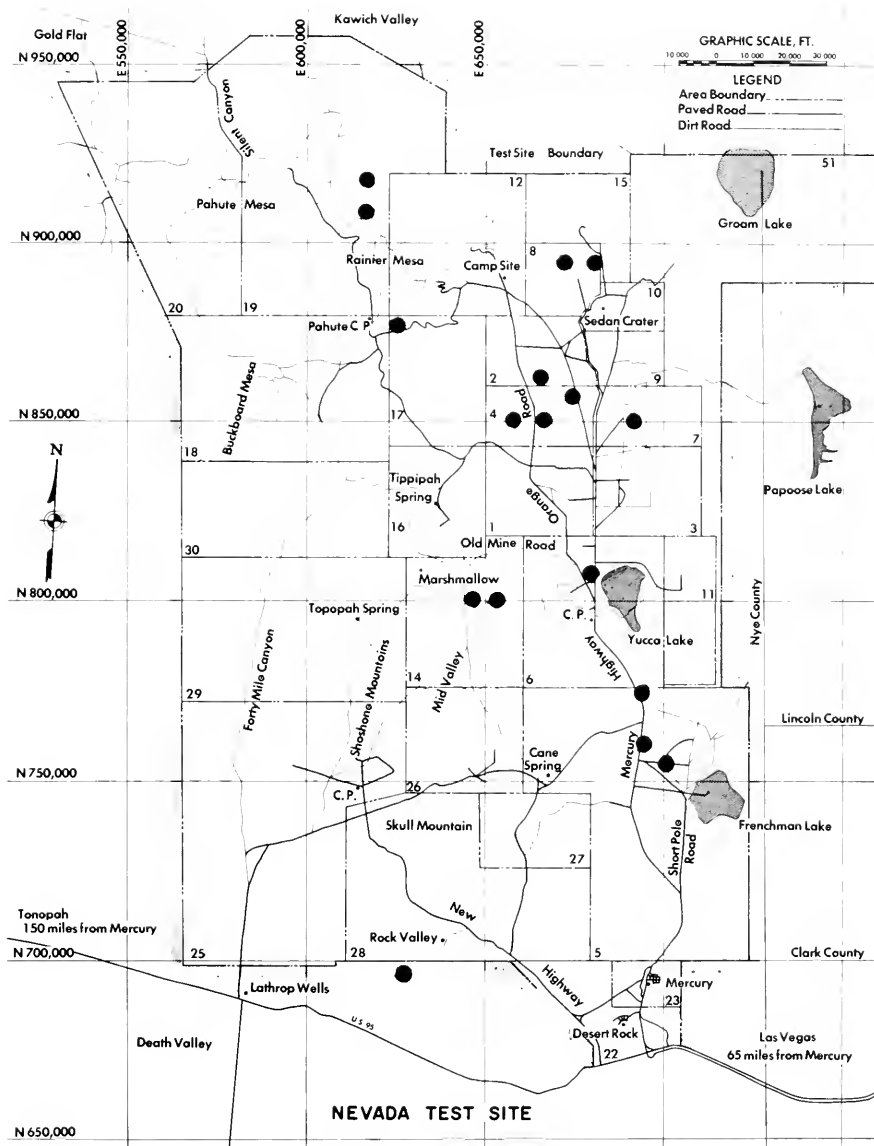 Kawich Valley
Gold Flat
E 550,000
E 600,000
E 650,000
N 950,000
GRAPHIC SCALE, FT.
10 000 0 10 000 20 000 30 000
LEGEND
Area Boundary
Paved Road
Dirt Road
Silent Canyon
Test Site Boundary
51
12
15
Pahute Mesa
Groom Lake
N 900,000
8
Rainier Mesa
Camp Site
10
20
19
Pahute C P
Sedan Crater
Buckboard Mesa
2
9
4
Road
N 850,000
17
7
18
N
Tippipah Spring
Papoose Lake
Orange
16
1
3
Old Mine Road
30
Marshmallow
N 800,000
11
Topopah Spring
C. P.
Yucca Lake
Nye County
Forty Mile Canyon
Shoshone Mountains
Mid Valley
Highway
14
6
29
Lincoln County
Mercury
Cane Spring
N 750,000
C. P.
26
Skull Mountain
Frenchman Lake
Short Pole Road
27
New
Tonopah
150 miles from Mercury
Rock Valley
N 700,000
25
28
5
Clark County
Highway
Mercury
Lathrop Wells
23
US 95
Desert Rock
Death Valley
22
Las Vegas
65 miles from Mercury
NEVADA TEST SITE
N 650,000